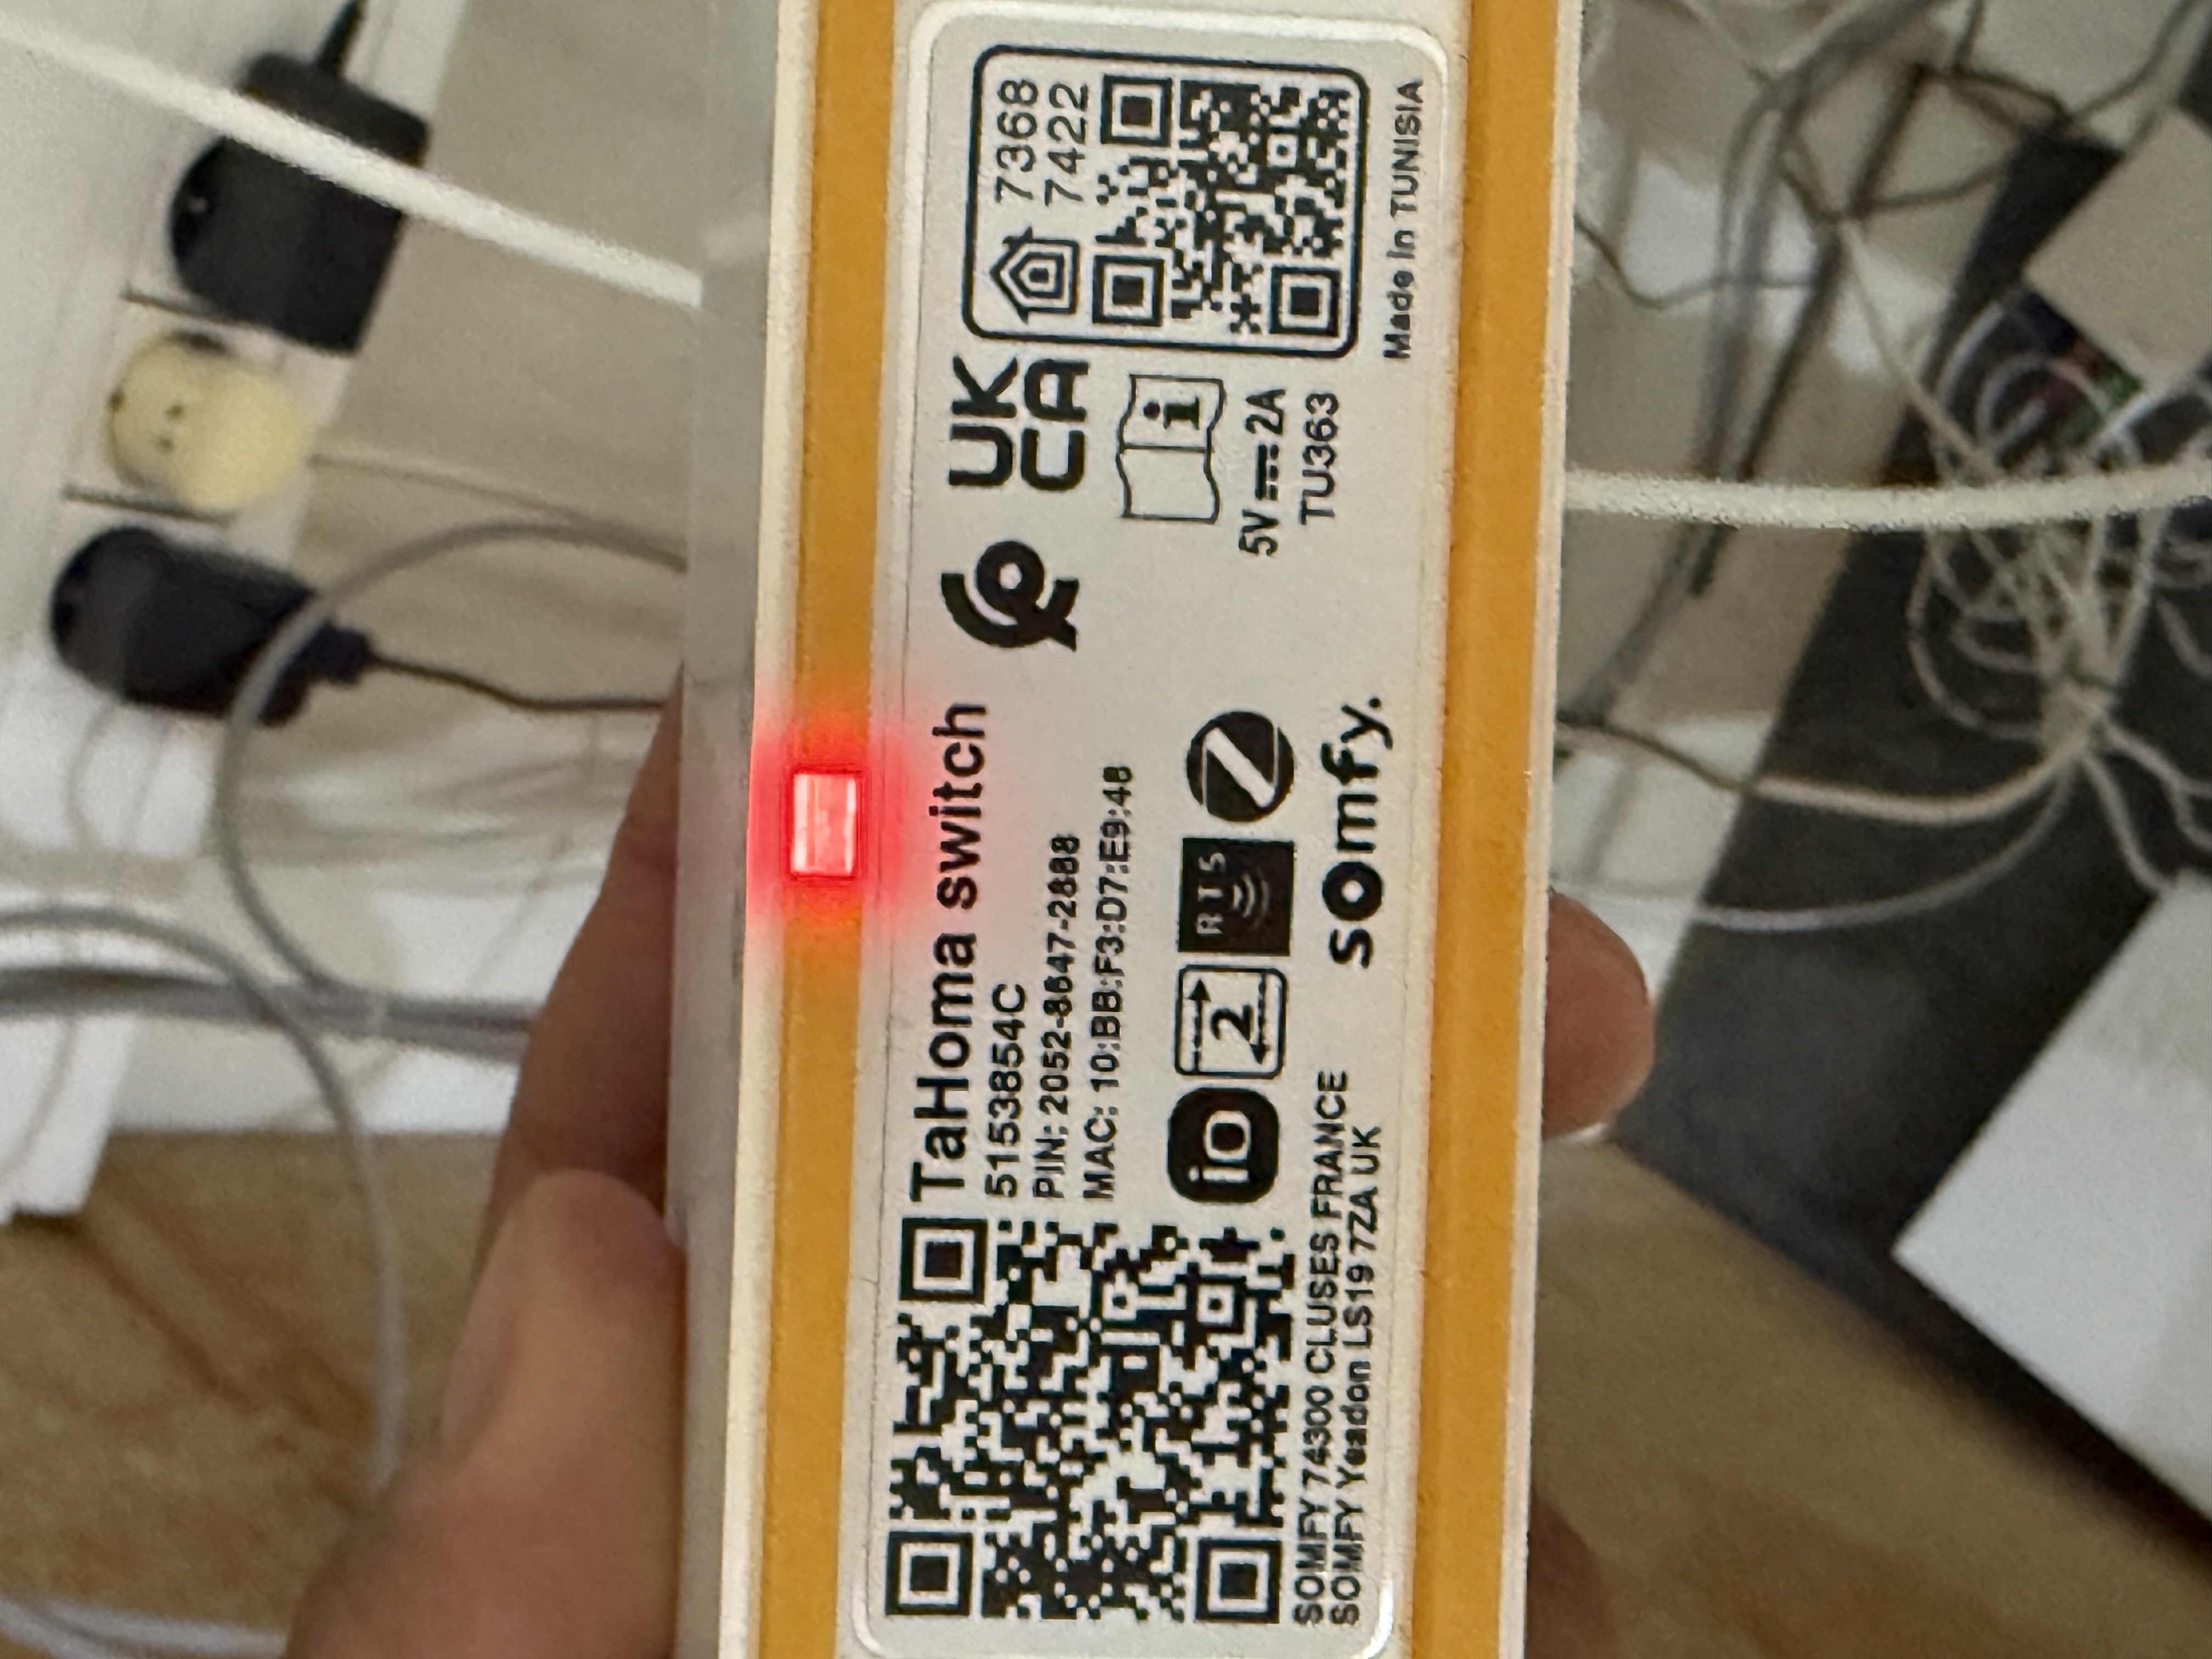 TaHoma switch
5153854C
PIN: 2052-8647-2888
MAC: 10:BB:F3:D7:E9:48
io
2
RTS
SOMFY 74300 CLUSES FRANCE
SOMFY Yeadon LS19 7ZA UK
somfy.
UK
CA
i
5V 2A
TU363
7368
7422
Made in TUNISIA